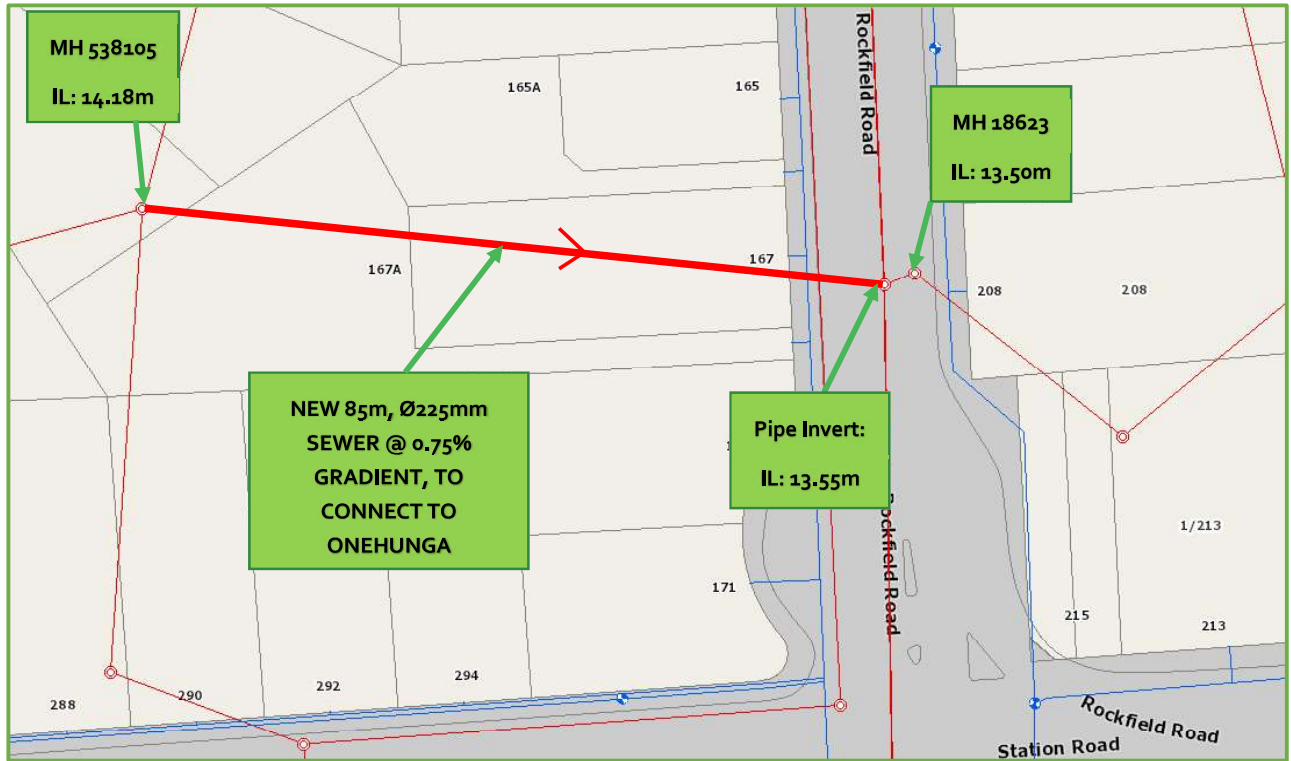 MH 538105
IL: 14.18m
165A
165
Rockfield Road
MH 18623
IL: 13.50m
167A
167
208
208
NEW 85m, Ø225mm
SEWER @ 0.75%
GRADIENT, TO
CONNECT TO
ONEHUNGA
Pipe Invert:
IL: 13.55m
Rockfield Road
1/213
171
215
213
288
290
292
294
Rockfield Road
Station Road